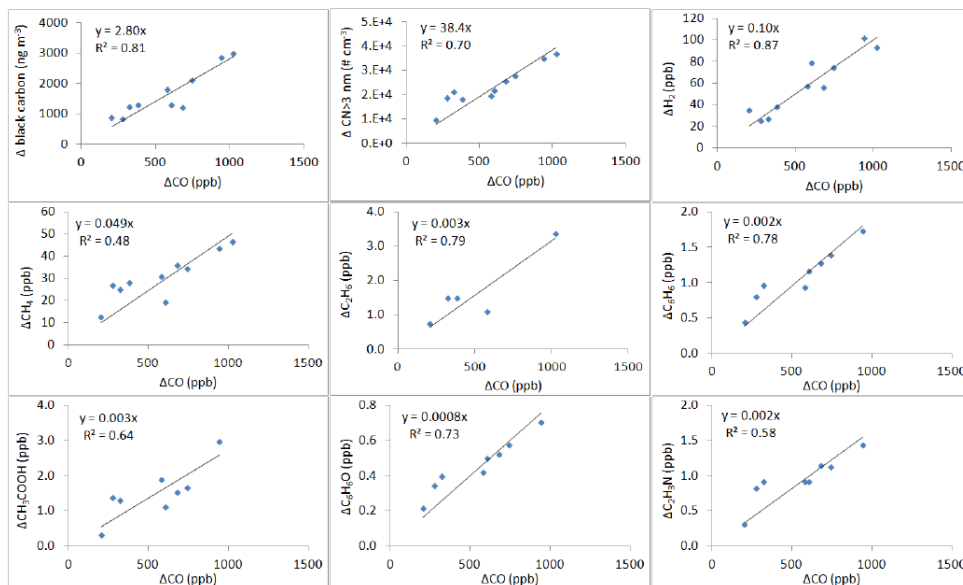 y = 2.80x
R² = 0.81
Δ black carbon (ng m⁻³)
4000
3000
2000
1000
0
0 500 1000 1500
ΔCO (ppb)
y = 38.4x
R² = 0.70
Δ CN>3 nm (# cm⁻³)
5.E+4
4.E+4
3.E+4
2.E+4
1.E+4
0.E+0
0 500 1000 1500
ΔCO (ppb)
y = 0.10x
R² = 0.87
ΔH₂ (ppb)
120
100
80
60
40
20
0
0 500 1000 1500
ΔCO (ppb)
y = 0.049x
R² = 0.48
ΔCH₄ (ppb)
60
50
40
30
20
10
0
0 500 1000 1500
ΔCO (ppb)
y = 0.003x
R² = 0.79
ΔC₂H₆ (ppb)
4.0
3.0
2.0
1.0
0.0
0 500 1000 1500
ΔCO (ppb)
y = 0.002x
R² = 0.78
ΔC₆H₆ (ppb)
2.0
1.5
1.0
0.5
0.0
0 500 1000 1500
ΔCO (ppb)
y = 0.003x
R² = 0.64
ΔCH₃COOH (ppb)
4.0
3.0
2.0
1.0
0.0
0 500 1000 1500
ΔCO (ppb)
y = 0.0008x
R² = 0.73
ΔC₆H₆O (ppb)
0.8
0.6
0.4
0.2
0.0
0 500 1000 1500
ΔCO (ppb)
y = 0.002x
R² = 0.58
ΔC₂H₃N (ppb)
2.0
1.5
1.0
0.5
0.0
0 500 1000 1500
ΔCO (ppb)